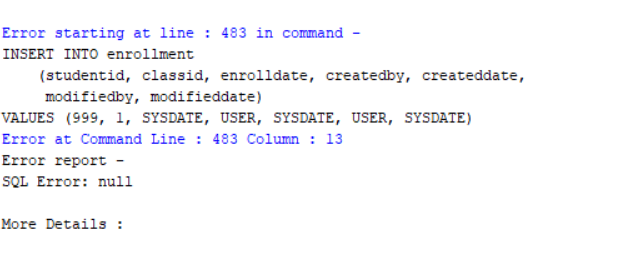 Error starting at line : 483 in command -
INSERT INTO enrollment
(studentid, classid, enrolldate, createdby, createddate,
modifiedby, modifieddate)
VALUES (999, 1, SYSDATE, USER, SYSDATE, USER, SYSDATE)
Error at Command Line : 483 Column : 13
Error report -
SQL Error: null
More Details :